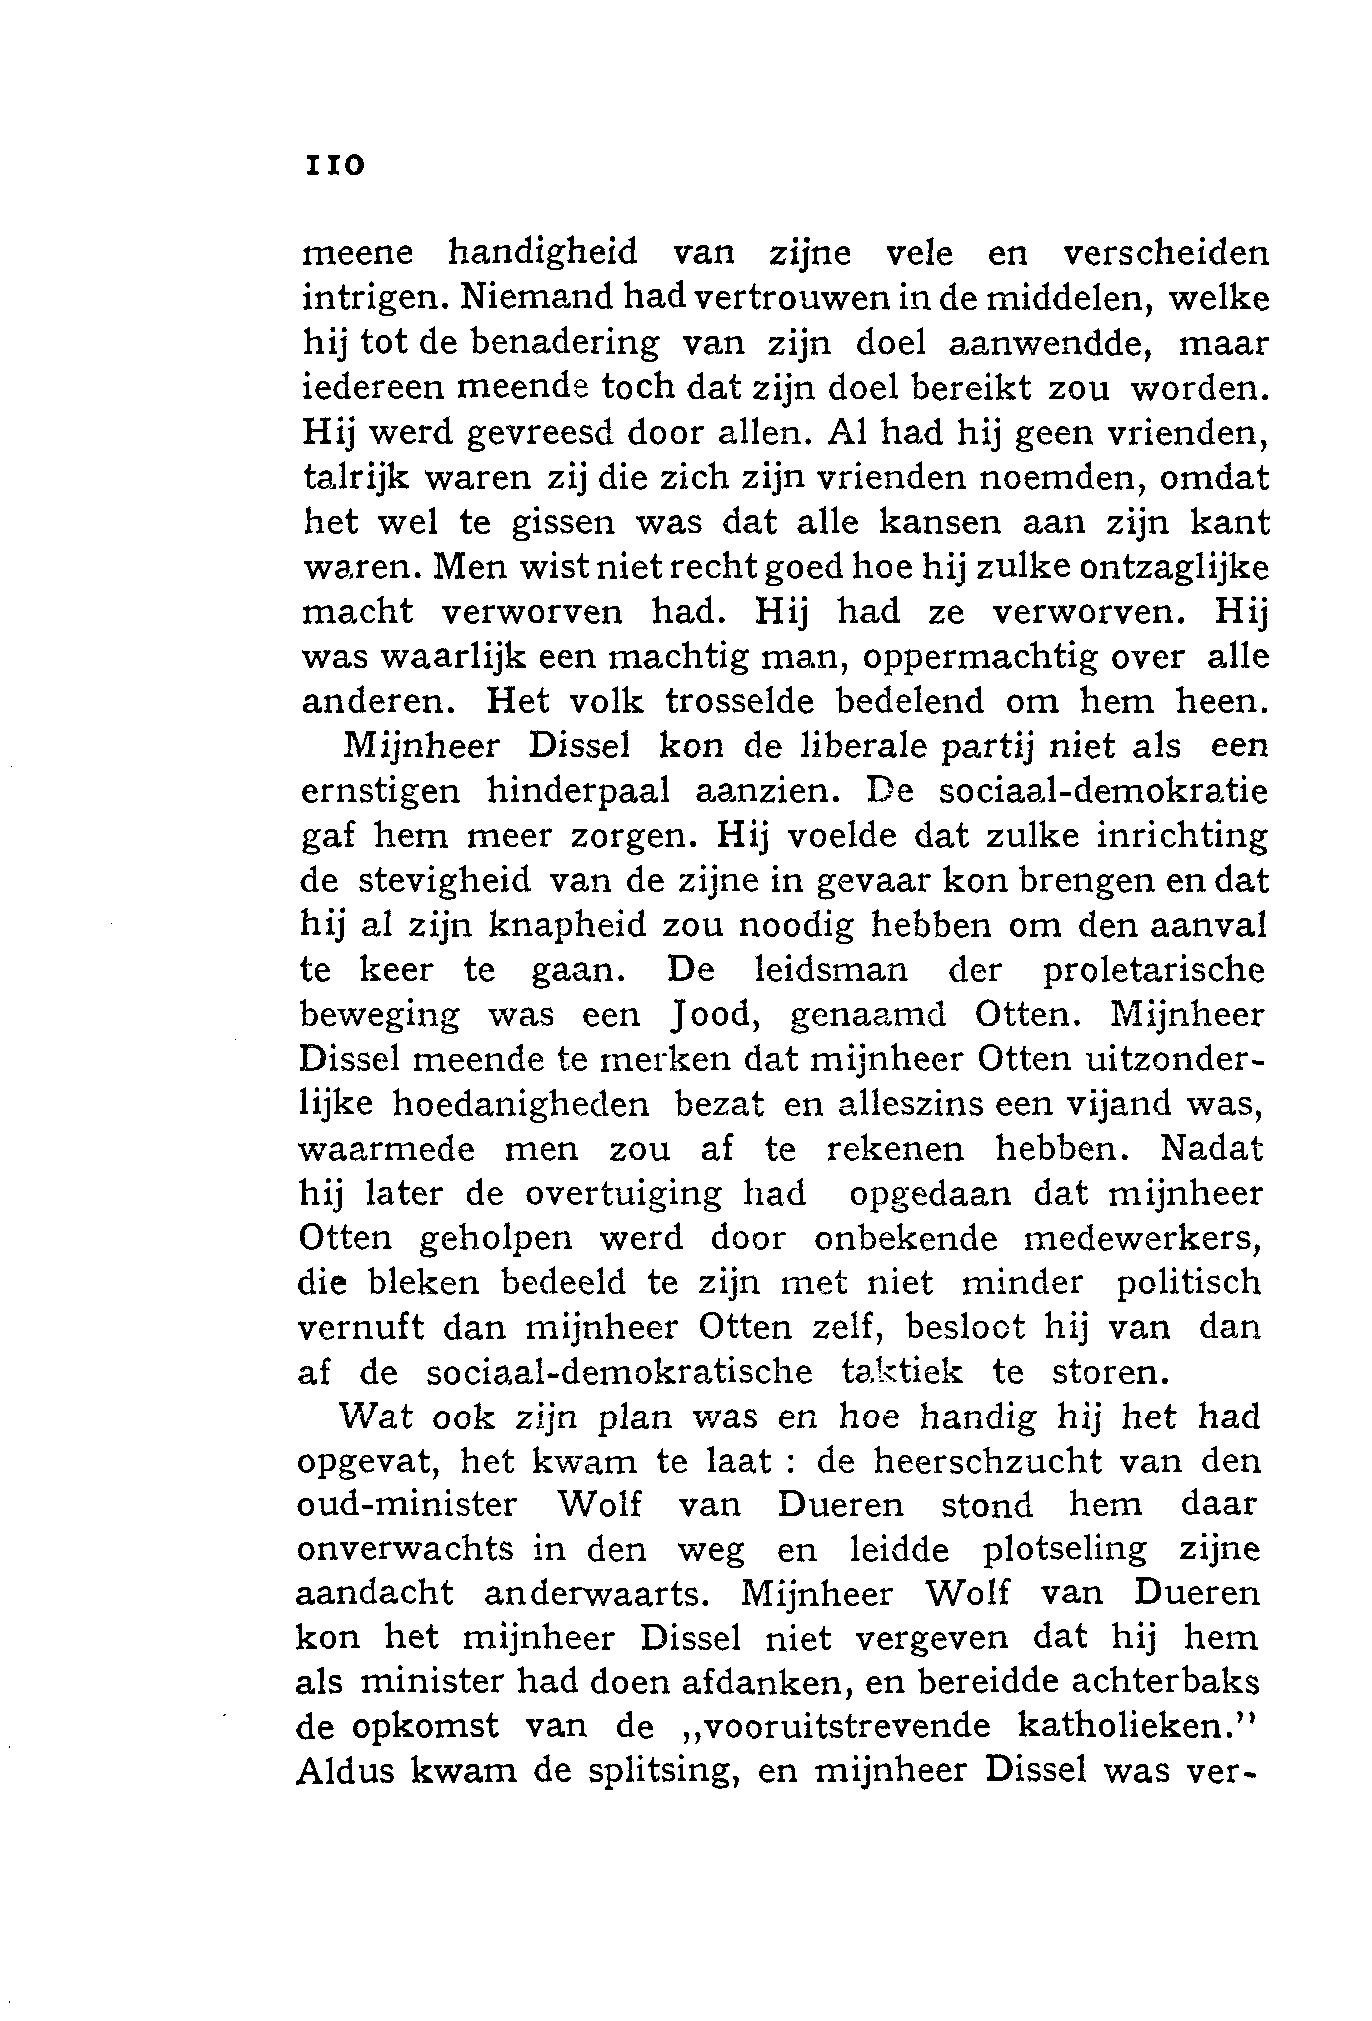 110
meene handigheid van zijne vele en verscheiden
intrigen. Niemand had vertrouwen in de middelen, welke
hij tot de benadering van zijn doel aanwendde, maar
iedereen meende toch dat zijn doel bereikt zou worden.
Hij werd gevreesd door allen. Al had hij geen vrienden,
talrijk waren zij die zich zijn vrienden noemden, omdat
het wel te gissen was dat alle kansen aan zijn kant
waren. Men wist niet recht goed hoe hij zulke ontzaglijke
macht verworven had. Hij had ze verworven. Hij
was waarlijk een machtig man, oppermachtig over alle
anderen. Het volk trosselde bedelend om hem heen.
Mijnheer Dissel kon de liberale partij niet als een
ernstigen hinderpaal aanzien. De sociaal-demokratie
gaf hem meer zorgen. Hij voelde dat zulke inrichting
de stevigheid van de zijne in gevaar kon brengen en dat
hij al zijn knapheid zou noodig hebben om den aanval
te keer te gaan. De leidsman der proletarische
beweging was een Jood, genaamd Otten. Mijnheer
Dissel meende te merken dat mijnheer Otten uitzonder-
lijke hoedanigheden bezat en alleszins een vijand was,
waarmede men zou af te rekenen hebben. Nadat
hij later de overtuiging had opgedaan dat mijnheer
Otten geholpen werd door onbekende medewerkers,
die bleken bedeeld te zijn met niet minder politisch
vernuft dan mijnheer Otten zelf, besloot hij van dan
af de sociaal-demokratische taktiek te storen.
Wat ook zijn plan was en hoe handig hij het had
opgevat, het kwam te laat : de heerschzucht van den
oud-minister Wolf van Dueren stond hem daar
onverwachts in den weg en leidde plotseling zijne
aandacht anderwaarts. Mijnheer Wolf van Dueren
kon het mijnheer Dissel niet vergeven dat hij hem
als minister had doen afdanken, en bereidde achterbaks
de opkomst van de ,,vooruitstrevende katholieken.''
Aldus kwam de splitsing, en mijnheer Dissel was ver-